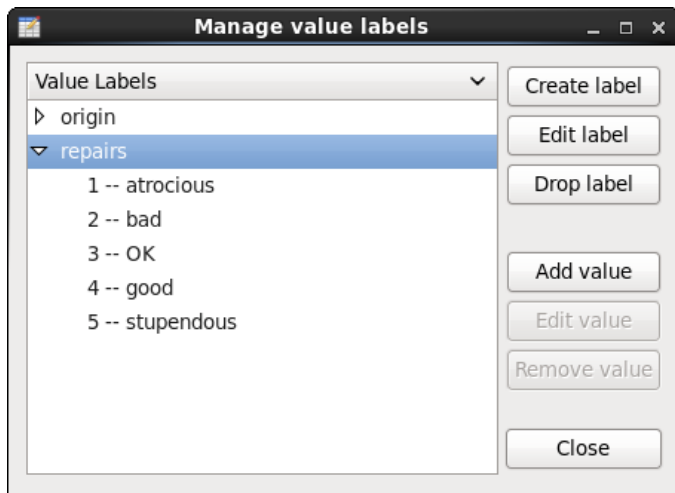 Manage value labels
Value Labels
origin
repairs
1 -- atrocious
2 -- bad
3 -- OK
4 -- good
5 -- stupendous
Create label
Edit label
Drop label
Add value
Edit value
Remove value
Close